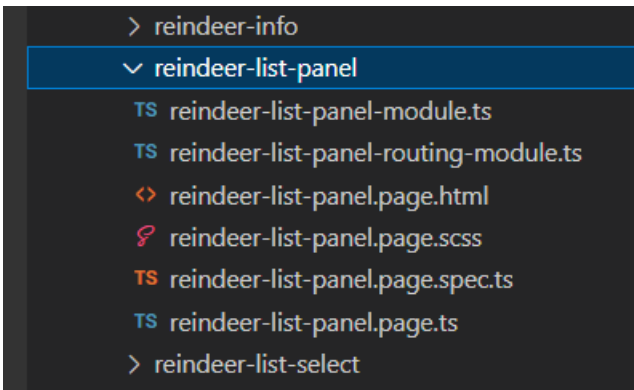 reindeer-info
reindeer-list-panel
TS reindeer-list-panel-module.ts
TS reindeer-list-panel-routing-module.ts
<> reindeer-list-panel.page.html
reindeer-list-panel.page.scss
TS reindeer-list-panel.page.spec.ts
TS reindeer-list-panel.page.ts
reindeer-list-select